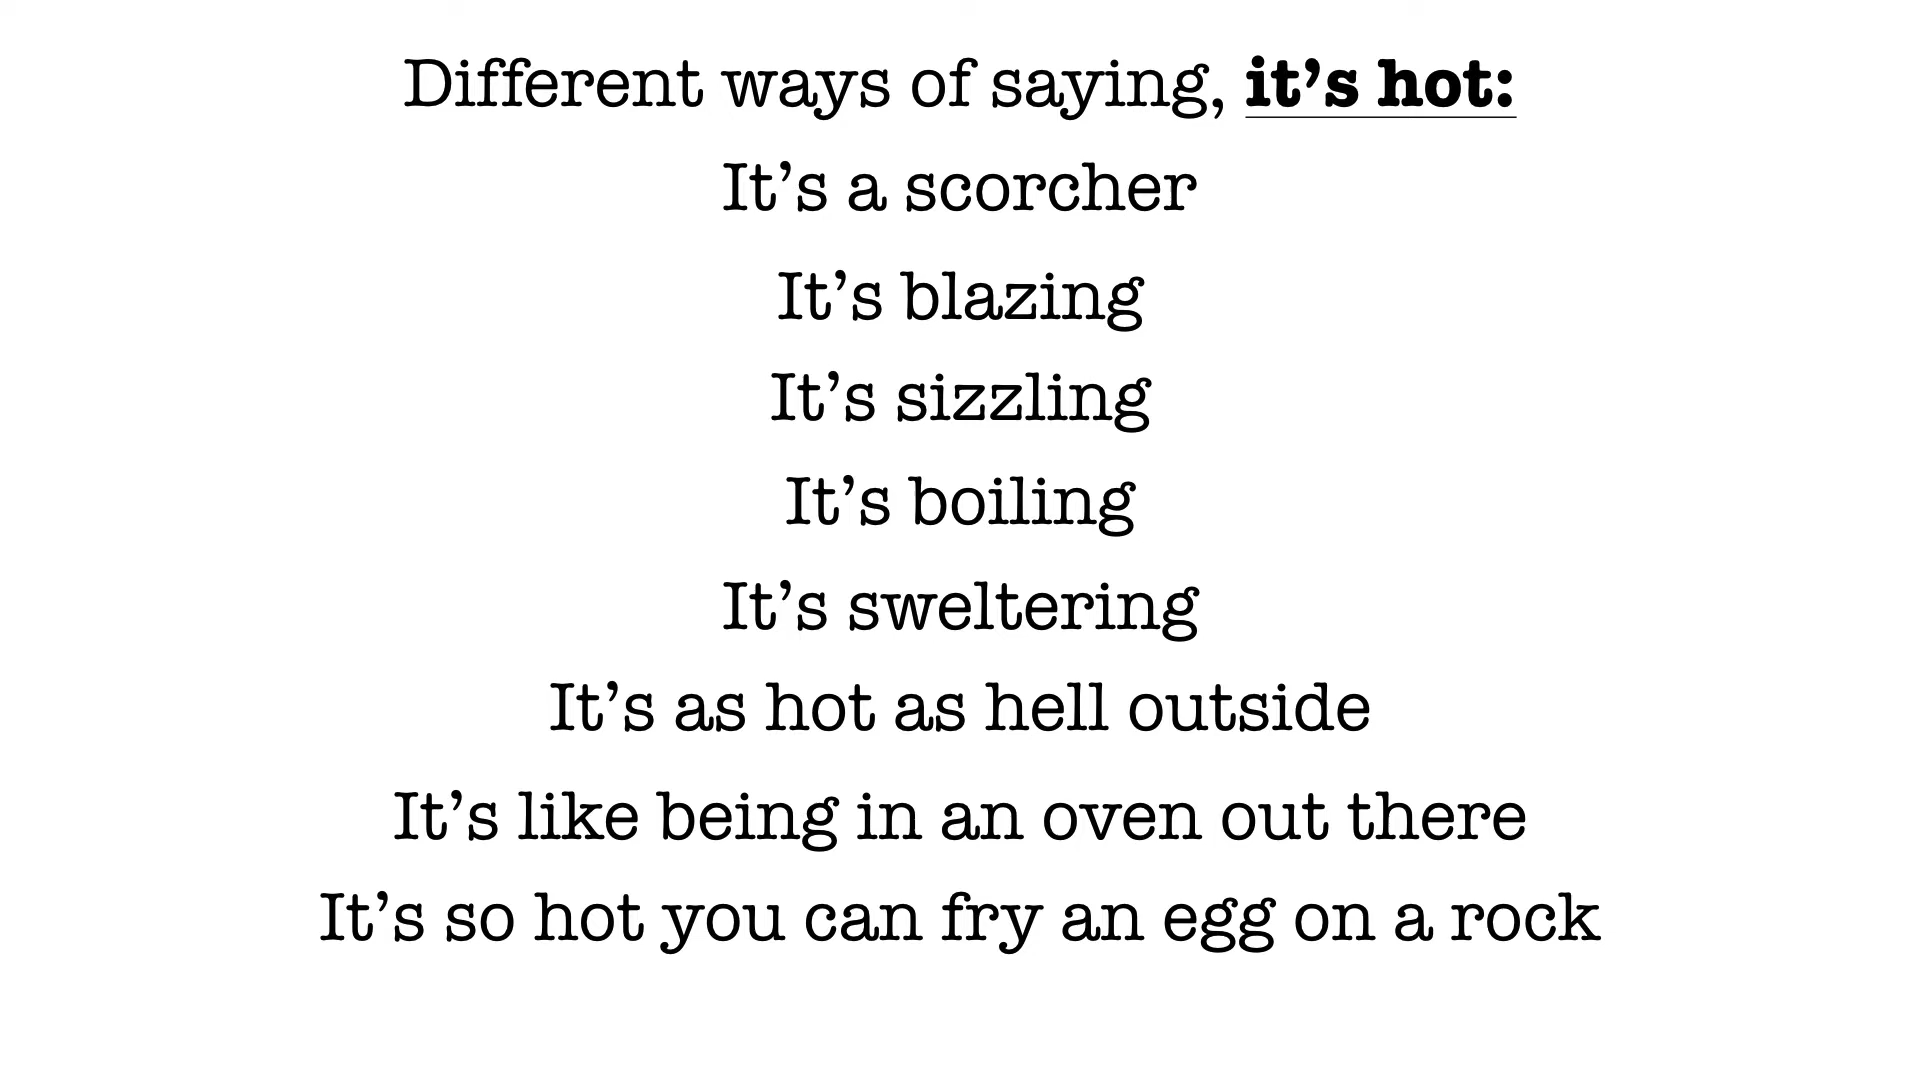 Different ways of saying, it’s hot:
It’s a scorcher
It’s blazing
It’s sizzling
It’s boiling
It’s sweltering
It’s as hot as hell outside
It’s like being in an oven out there
It’s so hot you can fry an egg on a rock